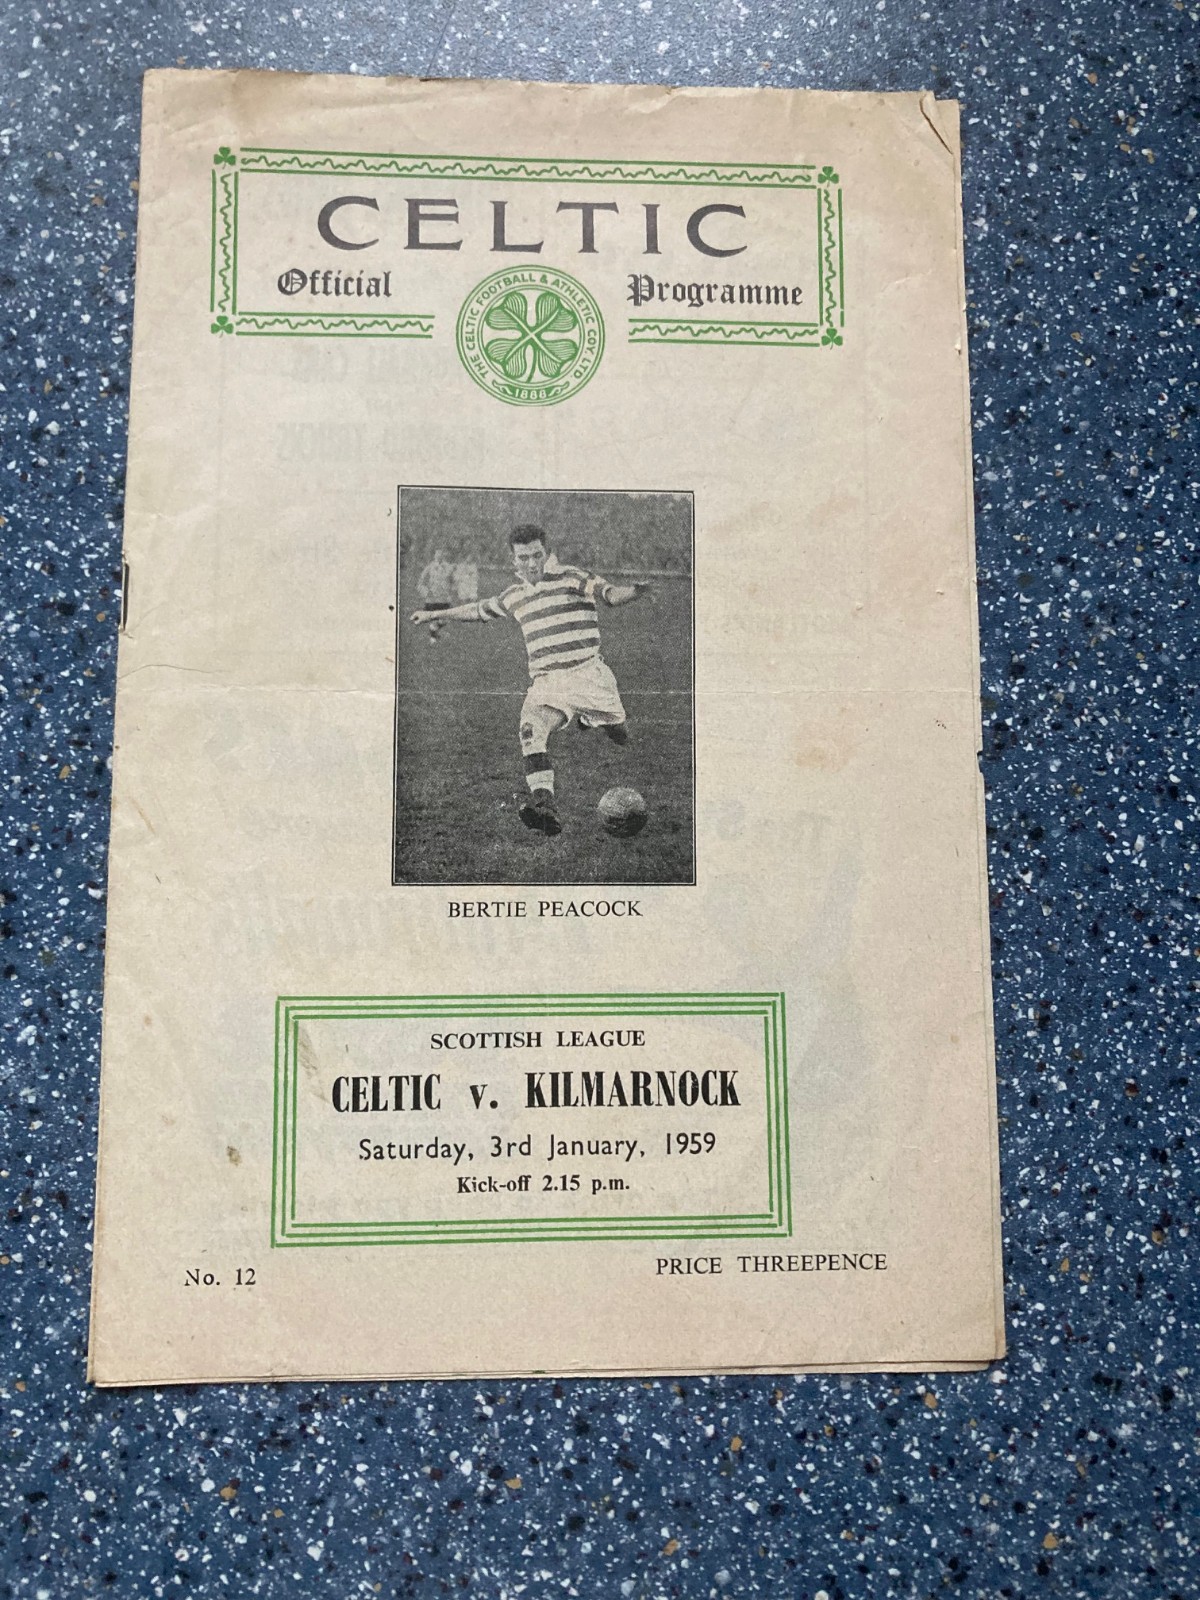 CELTIC
Official Programme
THE CELTIC FOOTBALL & ATHLETIC COY. LTD
1888
BERTIE PEACOCK
SCOTTISH LEAGUE
CELTIC v. KILMARNOCK
Saturday, 3rd January, 1959
Kick-off 2.15 p.m.
No. 12
PRICE THREEPENCE